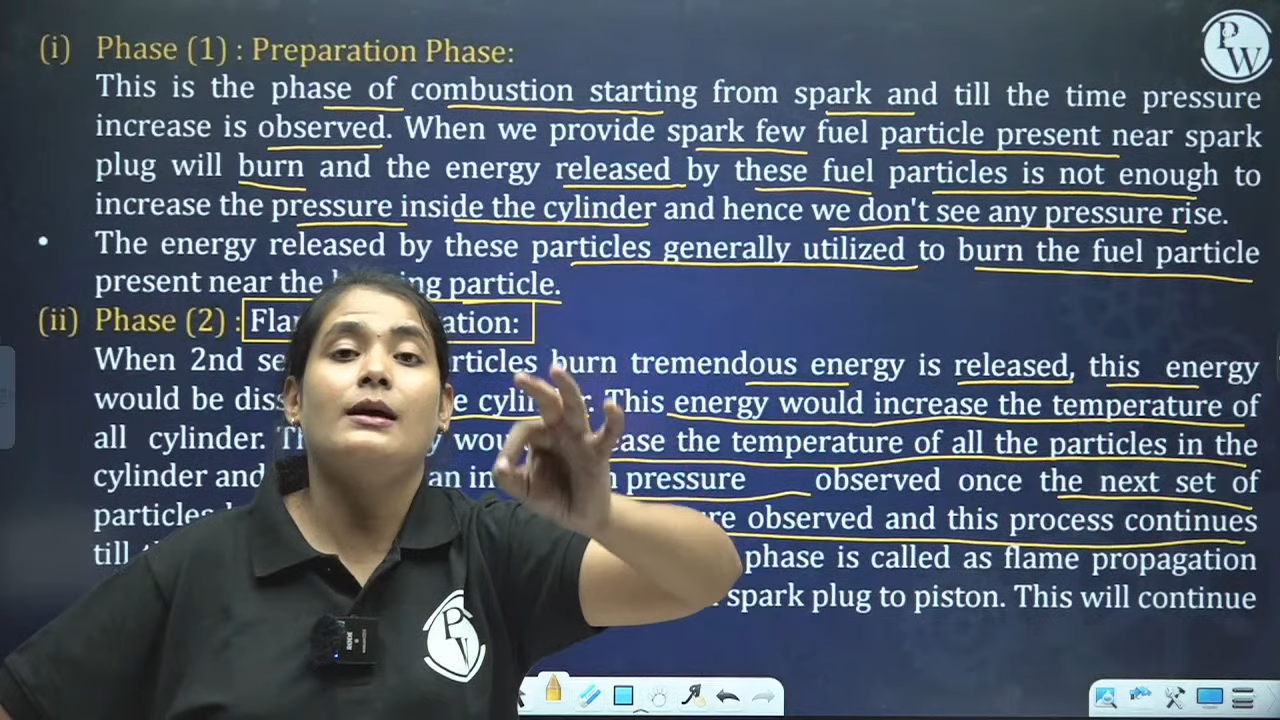 (i) Phase (1) : Preparation Phase:
This is the phase of combustion starting from spark and till the time pressure
increase is observed. When we provide spark few fuel particle present near spark
plug will burn and the energy released by these fuel particles is not enough to
increase the pressure inside the cylinder and hence we don't see any pressure rise.
• The energy released by these particles generally utilized to burn the fuel particle
present near the particle.
(ii) Phase (2) :
When 2nd burn tremendous energy is released, this energy
would be This energy would increase the temperature of
all cylinder. the temperature of all the particles in the
cylinder and an pressure observed once the next set of
observed and this process continues
phase is called as flame propagation
spark plug to piston. This will continue
PW
PW
RODE